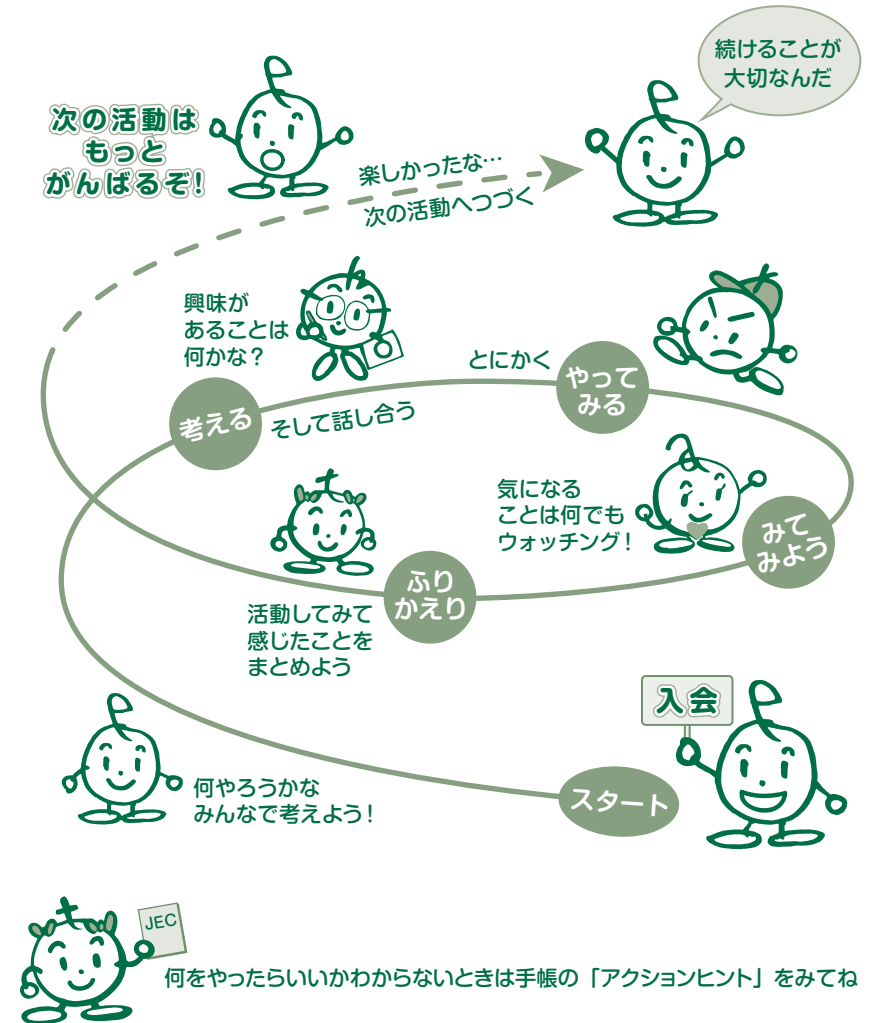 続けることが
大切なんだ
次の活動は
もっと
がんばるぞ！
楽しかったな…
次の活動へつづく
興味が
あることは
何かな？
とにかく
やって
みる
考える
そして話し合う
気になる
ことは何でも
ウォッチング！
みて
みよう
ふり
かえり
活動してみて
感じたことを
まとめよう
入会
スタート
何やろうかな
みんなで考えよう！
JEC
何をやったらいいかわからないときは手帳の「アクションヒント」をみてね